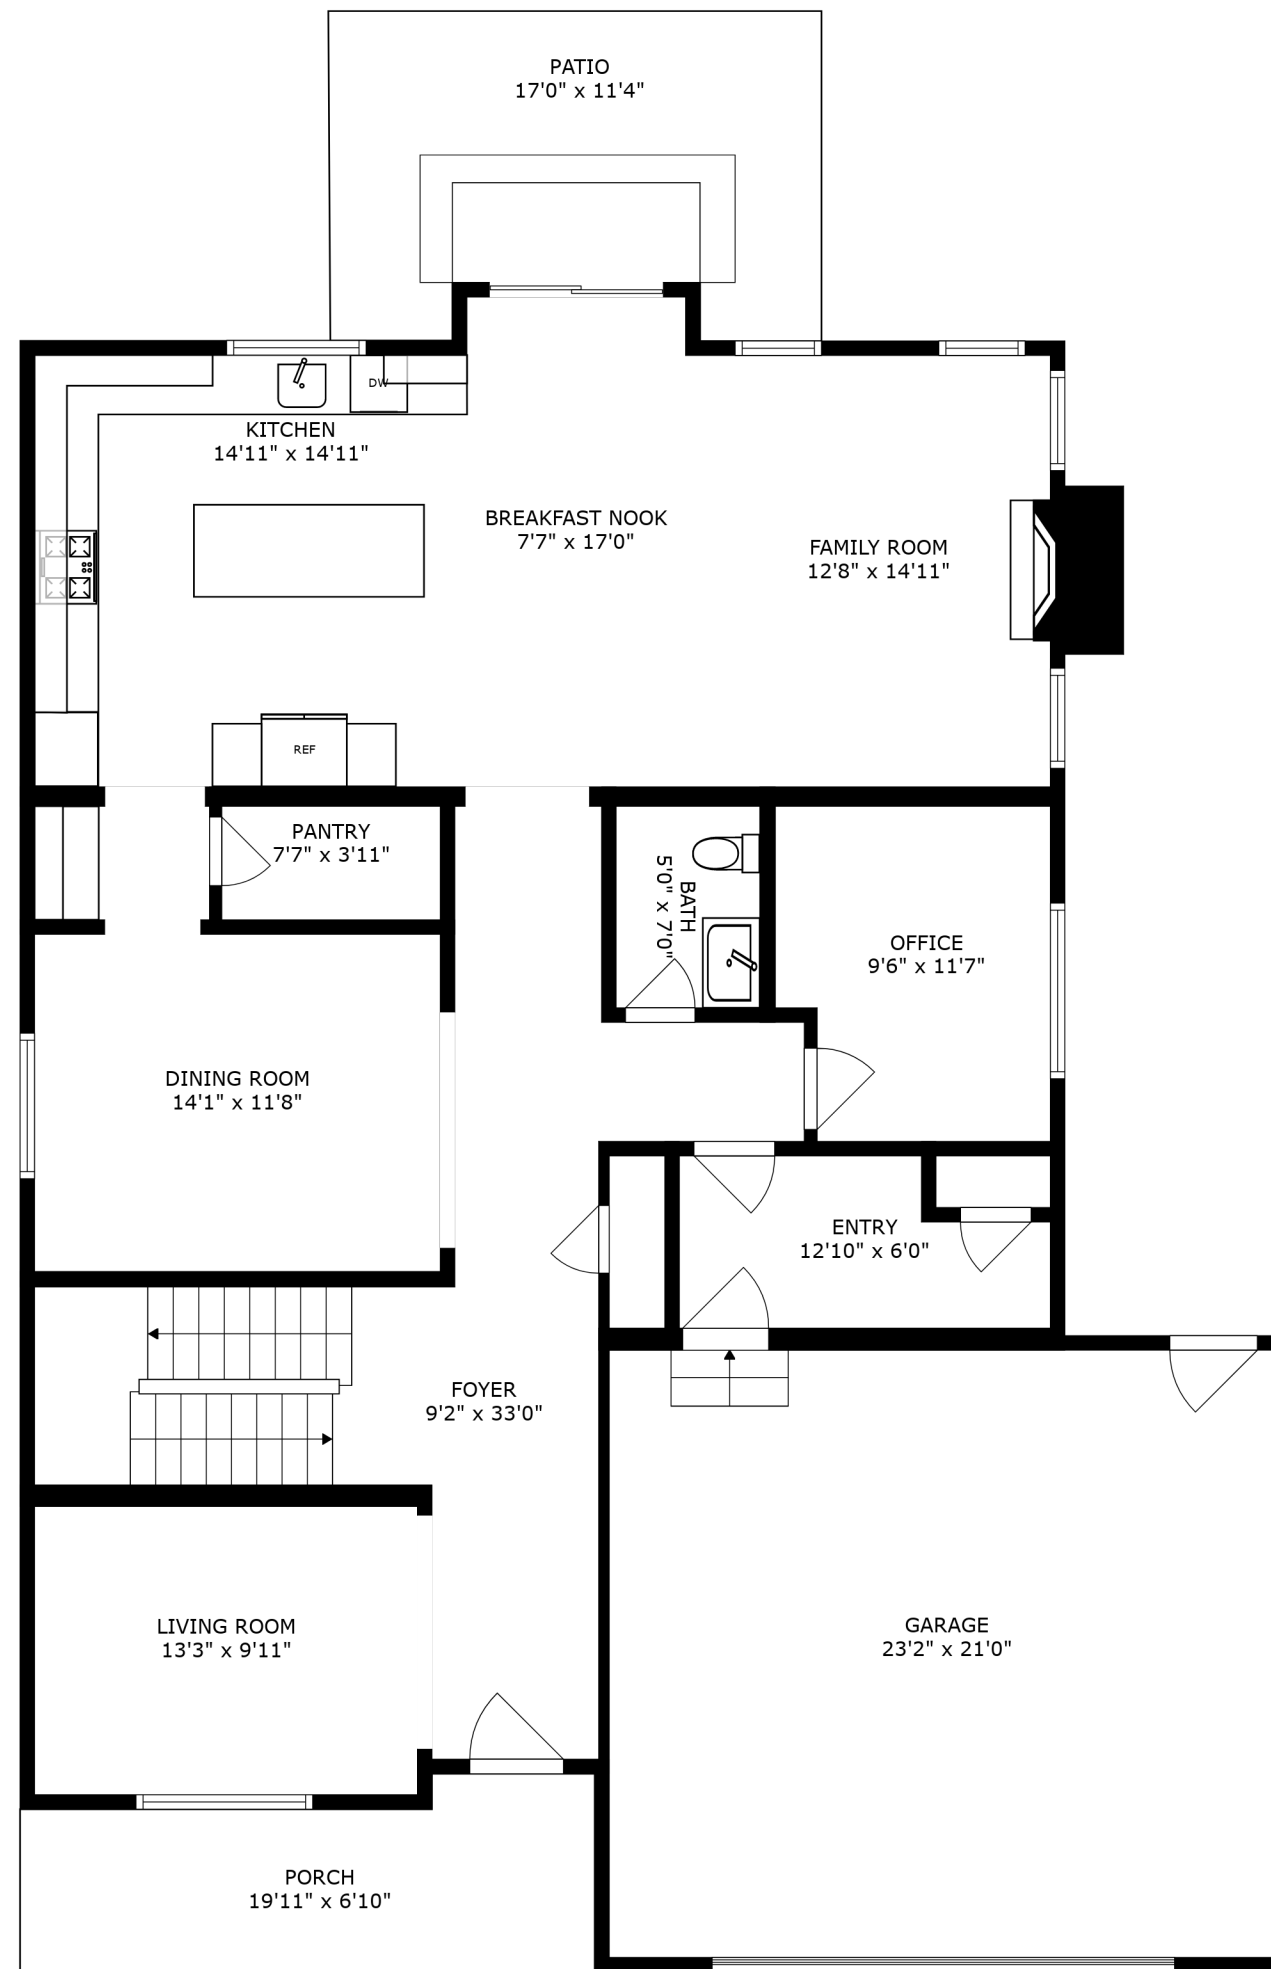 PATIO
17'0" x 11'4"
DW
KITCHEN
14'11" x 14'11"
BREAKFAST NOOK
7'7" x 17'0"
FAMILY ROOM
12'8" x 14'11"
REF
PANTRY
7'7" x 3'11"
BATH
5'0" x 7'0"
OFFICE
9'6" x 11'7"
DINING ROOM
14'1" x 11'8"
ENTRY
12'10" x 6'0"
FOYER
9'2" x 33'0"
LIVING ROOM
13'3" x 9'11"
GARAGE
23'2" x 21'0"
PORCH
19'11" x 6'10"